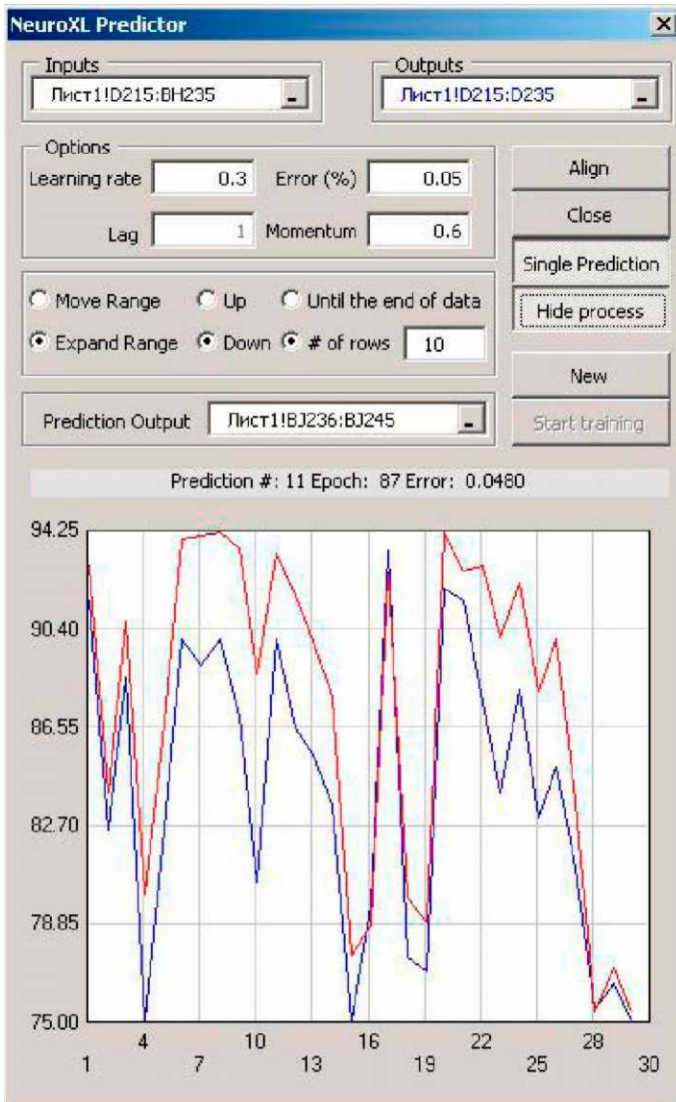 NeuroXL Predictor
Inputs
Лист1!D215:BH235
Outputs
Лист1!D215:D235
Options
Learning rate 0.3 Error (%) 0.05
Lag 1 Momentum 0.6
Align
Close
Single Prediction
Hide process
Move Range Up Until the end of data
Expand Range Down # of rows 10
New
Start training
Prediction Output Лист1!BJ236:BJ245
Prediction #: 11 Epoch: 87 Error: 0.0480
94.25
90.40
86.55
82.70
78.85
75.00
4 10 16 22 28
1 7 13 19 25 30